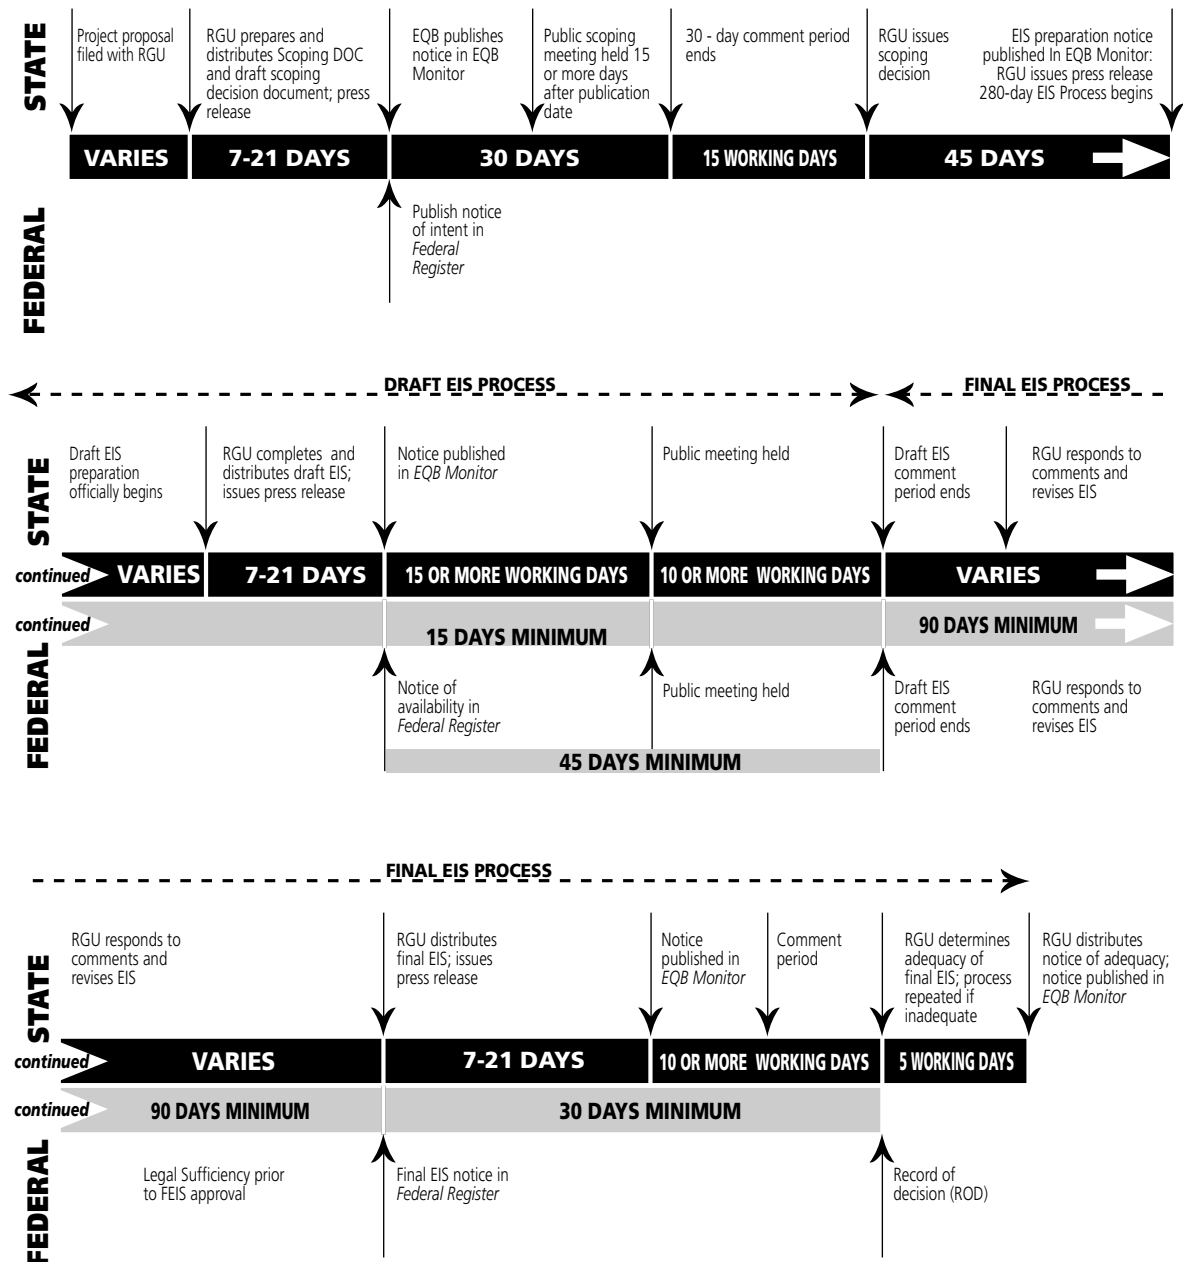 STATE
Project proposal
filed with RGU
RGU prepares and
distributes Scoping DOC
and draft scoping
decision document; press
release
EQB publishes
notice in EQB
Monitor
Public scoping
meeting held 15
or more days
after publication
date
30 - day comment period
ends
RGU issues
scoping
decision
EIS preparation notice
published In EQB Monitor:
RGU issues press release
280-day EIS Process begins
VARIES
7-21 DAYS
30 DAYS
15 WORKING DAYS
45 DAYS
FEDERAL
Publish notice
of intent in
Federal
Register
DRAFT EIS PROCESS
FINAL EIS PROCESS
STATE
Draft EIS
preparation
officially begins
RGU completes and
distributes draft EIS;
issues press release
Notice published
in EQB Monitor
Public meeting held
Draft EIS
comment
period ends
RGU responds to
comments and
revises EIS
continued
VARIES
7-21 DAYS
15 OR MORE WORKING DAYS
10 OR MORE WORKING DAYS
VARIES
continued
15 DAYS MINIMUM
90 DAYS MINIMUM
FEDERAL
Notice of
availability in
Federal Register
Public meeting held
Draft EIS
comment
period ends
RGU responds to
comments and
revises EIS
45 DAYS MINIMUM
FINAL EIS PROCESS
STATE
RGU responds to
comments and
revises EIS
RGU distributes
final EIS; issues
press release
Notice
published in
EQB Monitor
Comment
period
RGU determines
adequacy of
final EIS; process
repeated if
inadequate
RGU distributes
notice of adequacy;
notice published in
EQB Monitor
continued
VARIES
7-21 DAYS
10 OR MORE WORKING DAYS
5 WORKING DAYS
continued
90 DAYS MINIMUM
30 DAYS MINIMUM
FEDERAL
Legal Sufficiency prior
to FEIS approval
Final EIS notice in
Federal Register
Record of
decision (ROD)